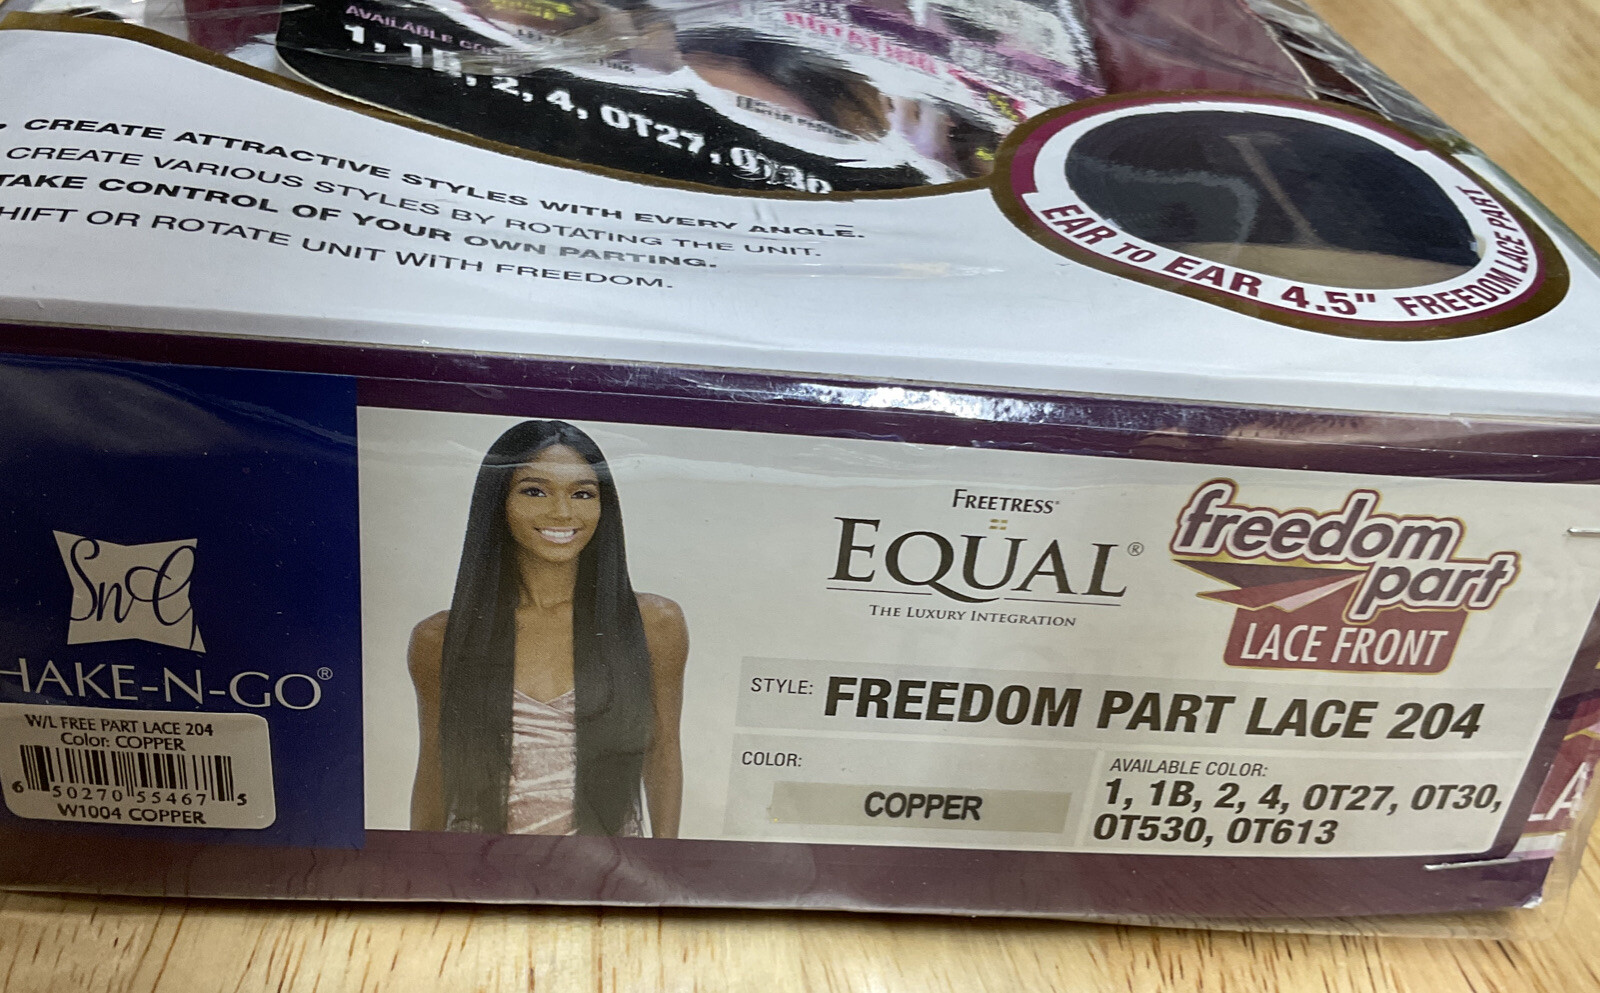 AVAILABLE
1, 1B, 2, 4, OT27, OT30
. CREATE ATTRACTIVE STYLES WITH EVERY ANGLE.
CREATE VARIOUS STYLES BY ROTATING THE UNIT.
TAKE CONTROL OF YOUR OWN PARTING.
HIFT OR ROTATE UNIT WITH FREEDOM.
EAR TO EAR 4.5" FREEDOM LACE PART
SnG
HAKE-N-GO®
W/L FREE PART LACE 204
Color: COPPER
6 50270 55467 5
W1004 COPPER
FREETRESS®
EQUAL®
THE LUXURY INTEGRATION
freedom
part
LACE FRONT
STYLE: FREEDOM PART LACE 204
COLOR:
COPPER
AVAILABLE COLOR:
1, 1B, 2, 4, OT27, OT30,
OT530, OT613
LA